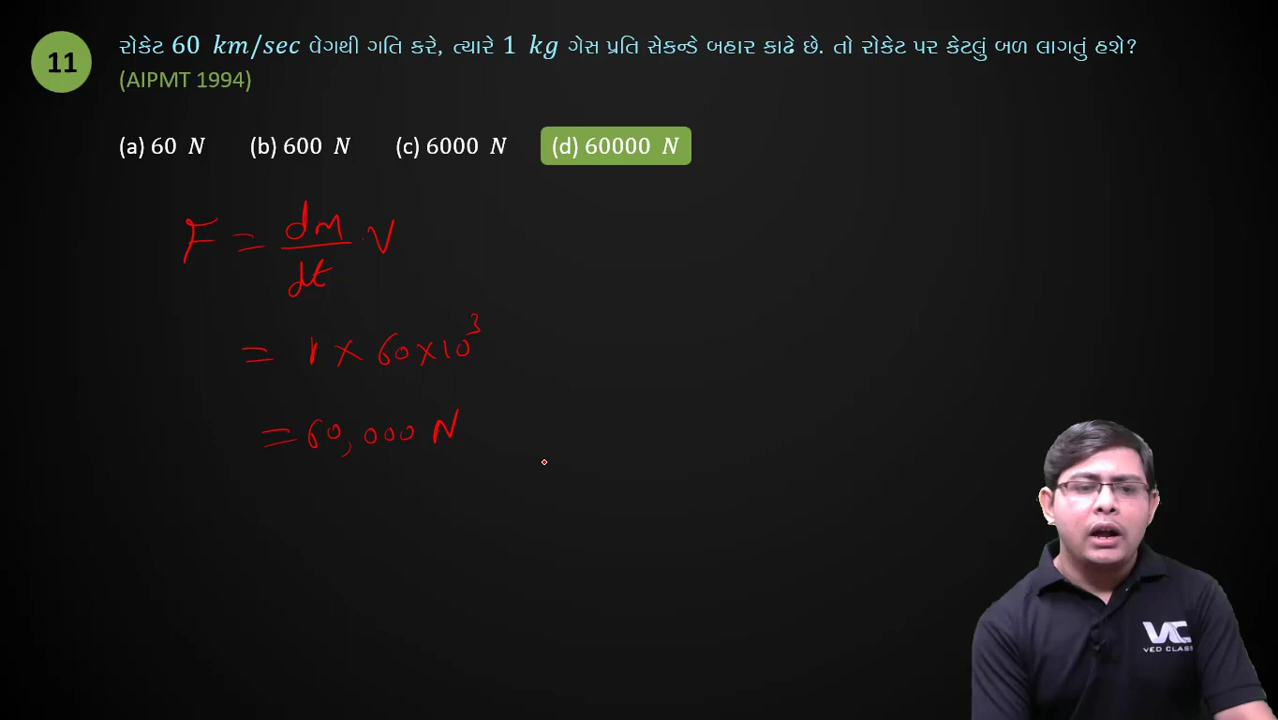 11
રોકેટ 60 km/sec વેગથી ગતિ કરે, ત્યારે 1 kg ગેસ પ્રતિ સેકન્ડે બહાર કાઢે છે. તો રોકેટ પર કેટલું બળ લાગતું હશે?
(AIPMT 1994)
(a) 60 N (b) 600 N (c) 6000 N (d) 60000 N
F = dM/dt . V
= 1 × 60 × 10³
= 60,000 N
VC
VED CLASS